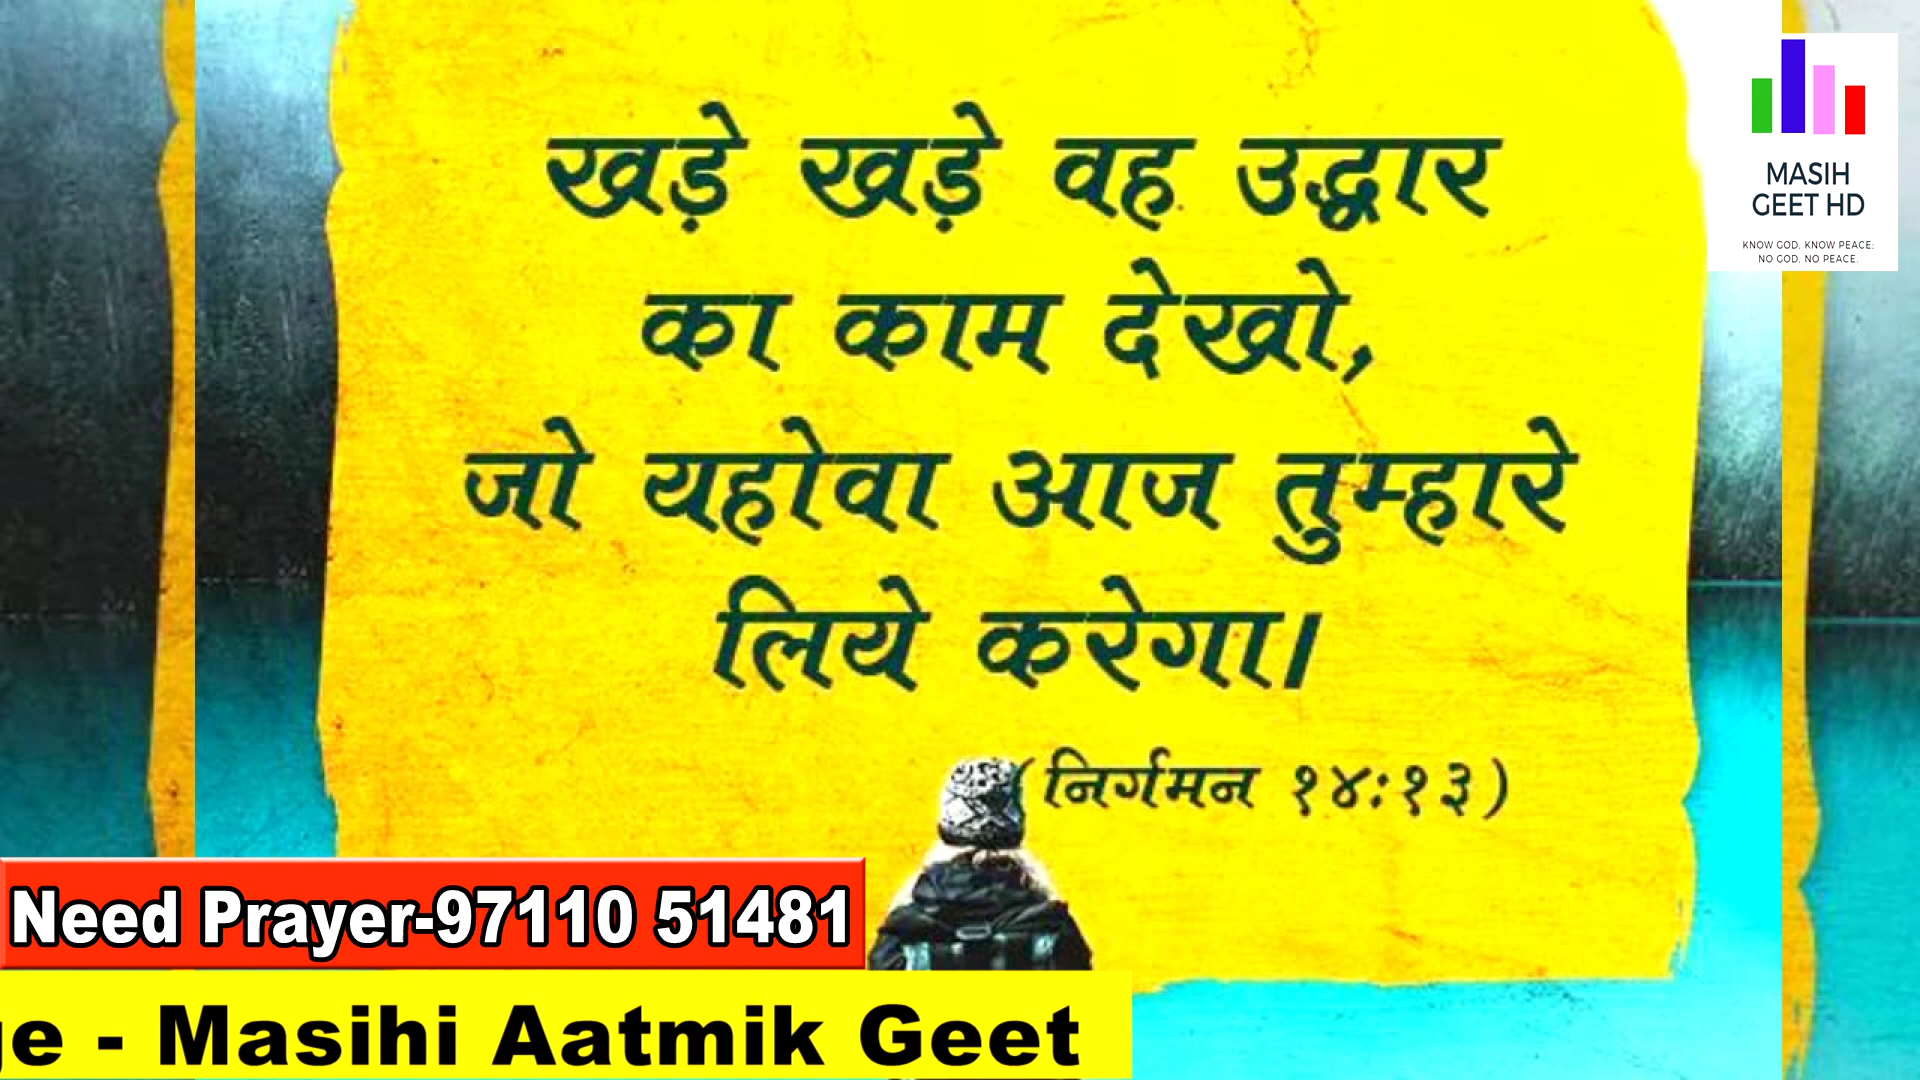 खड़े खड़े वह उद्धार
का काम देखो,
जो यहोवा आज तुम्हारे
लिये करेगा।
(निर्गमन १४:१३)
MASIH
GEET HD
KNOW GOD, KNOW PEACE;
NO GOD, NO PEACE.
Need Prayer-97110 51481
- Masihi Aatmik Geet